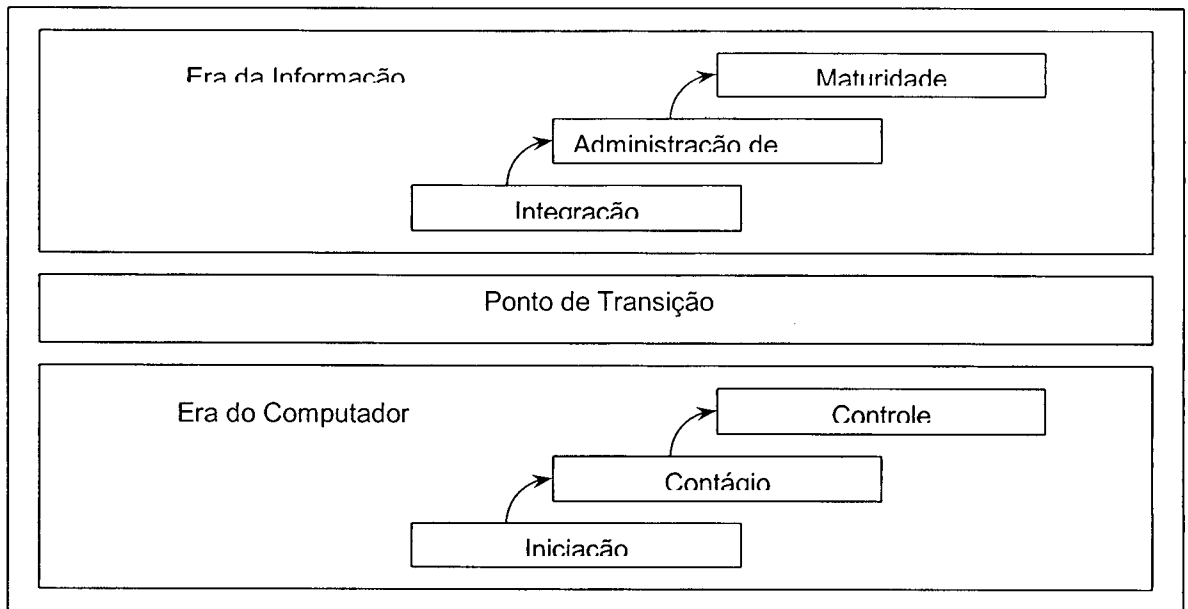 Era da Informação
Maturidade
Administração de
Integração
Ponto de Transição
Era do Computador
Controle
Contágio
Iniciação